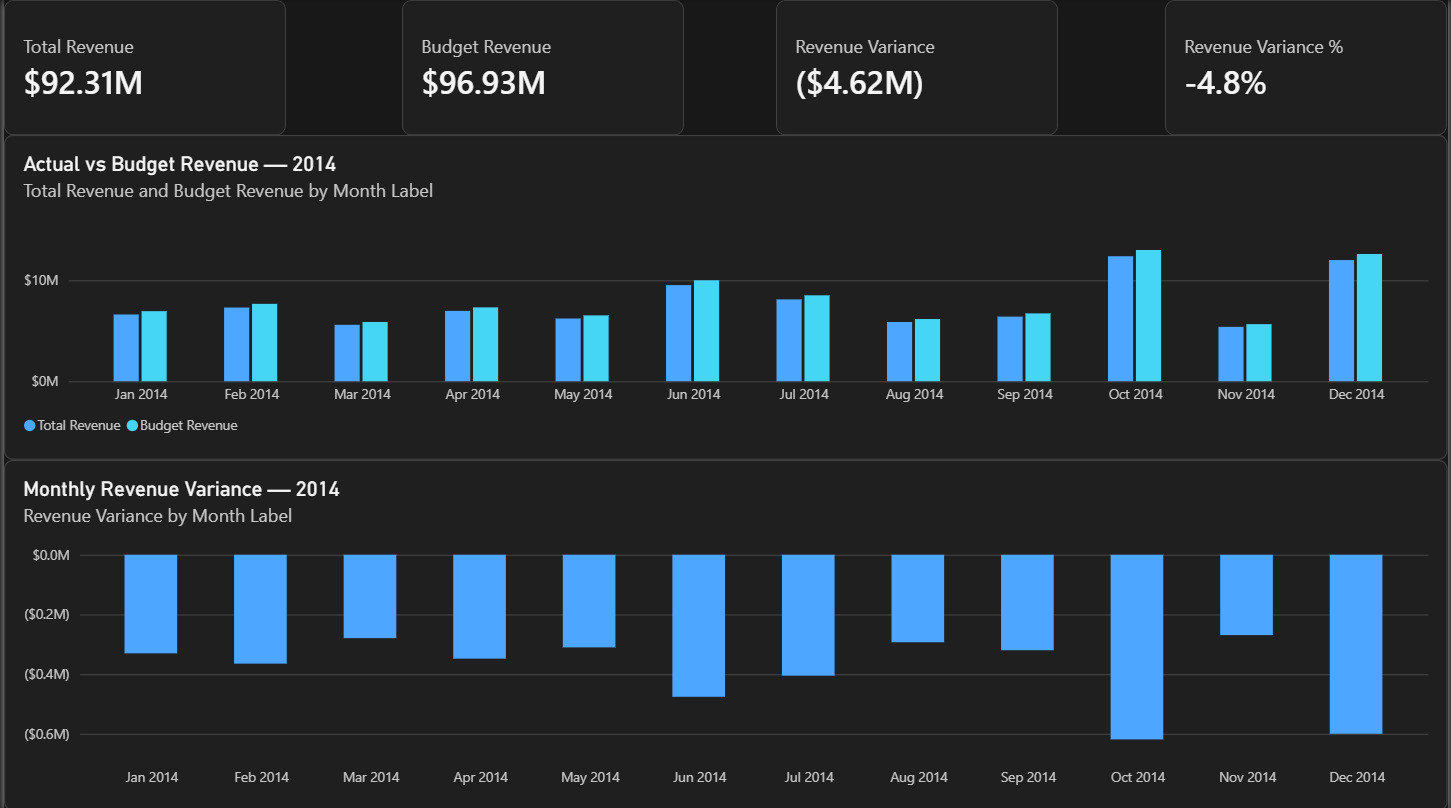 Total Revenue
$92.31M
Budget Revenue
$96.93M
Revenue Variance
($4.62M)
Revenue Variance %
-4.8%
Actual vs Budget Revenue — 2014
Total Revenue and Budget Revenue by Month Label
$10M
$0M
Jan 2014 Feb 2014 Mar 2014 Apr 2014 May 2014 Jun 2014 Jul 2014 Aug 2014 Sep 2014 Oct 2014 Nov 2014 Dec 2014
Total Revenue Budget Revenue
Monthly Revenue Variance — 2014
Revenue Variance by Month Label
$0.0M
($0.2M)
($0.4M)
($0.6M)
Jan 2014 Feb 2014 Mar 2014 Apr 2014 May 2014 Jun 2014 Jul 2014 Aug 2014 Sep 2014 Oct 2014 Nov 2014 Dec 2014